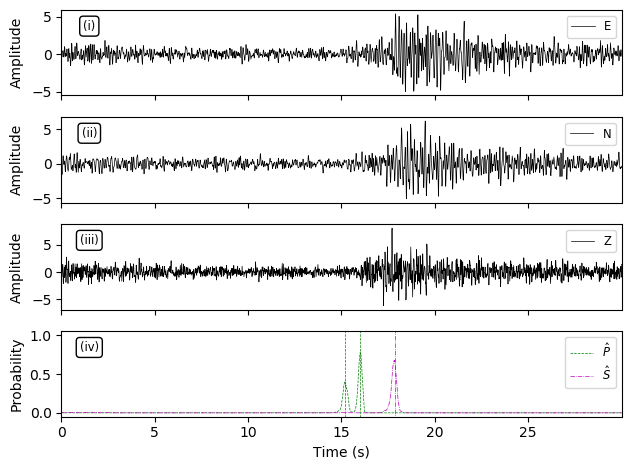 (i)
E
Amplitude
5
0
−5
(ii)
N
Amplitude
5
0
−5
(iii)
Z
Amplitude
5
0
−5
(iv)
P̂
Ŝ
Probability
1.0
0.5
0.0
0 5 10 15 20 25
Time (s)